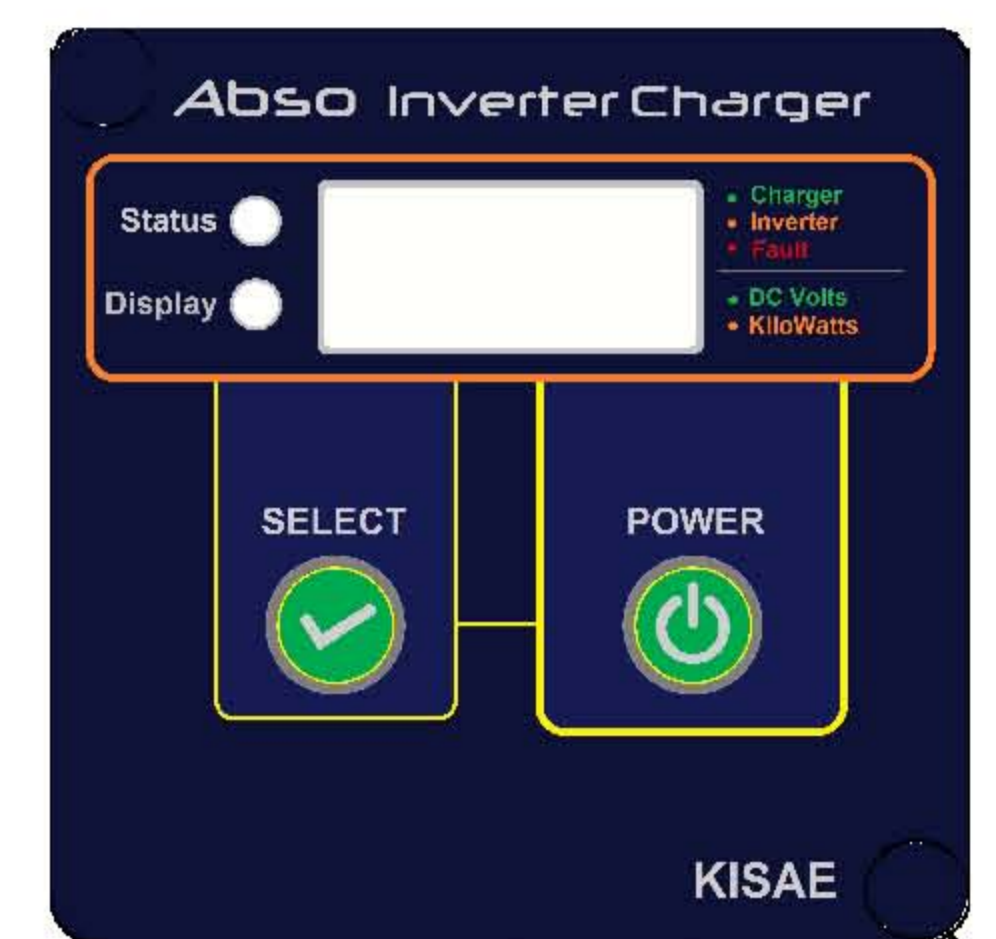 Abso Inverter Charger
Status
Display
• Charger
• Inverter
• Fault
• DC Volts
• KiloWatts
SELECT
POWER
KISAE